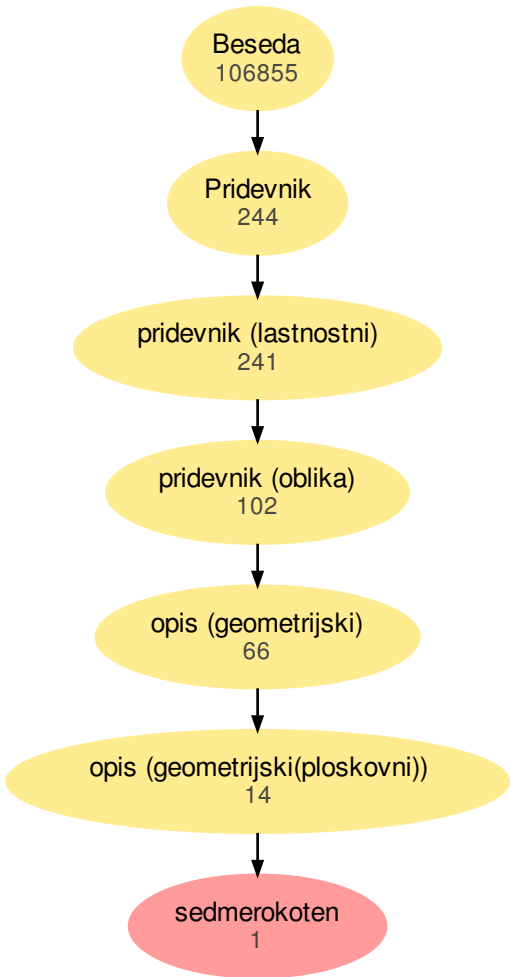 Beseda
106855
Pridevnik
244
pridevnik (lastnostni)
241
pridevnik (oblika)
102
opis (geometrijski)
66
opis (geometrijski(ploskovni))
14
sedmerokoten
1